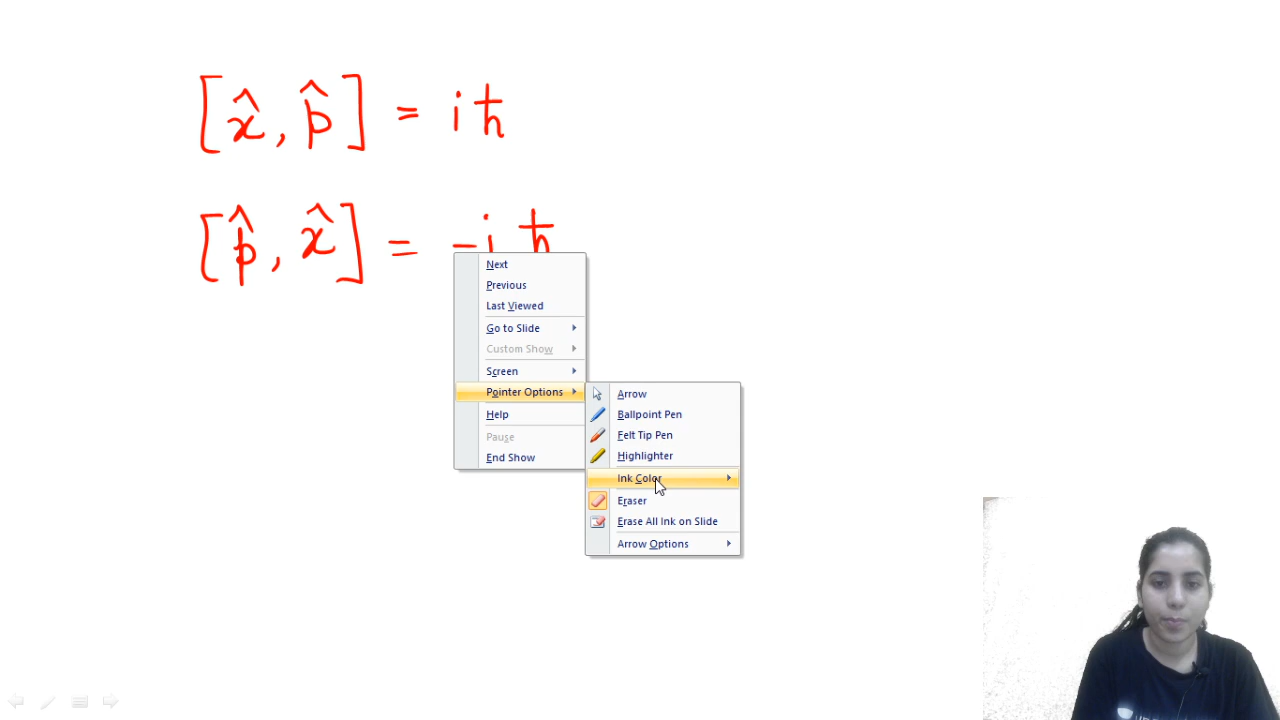 [x̂, p̂] = iħ
[p̂, x̂] = -iħ
Next
Previous
Last Viewed
Go to Slide
Custom Show
Screen
Pointer Options
Help
Pause
End Show
Arrow
Ballpoint Pen
Felt Tip Pen
Highlighter
Ink Color
Eraser
Erase All Ink on Slide
Arrow Options